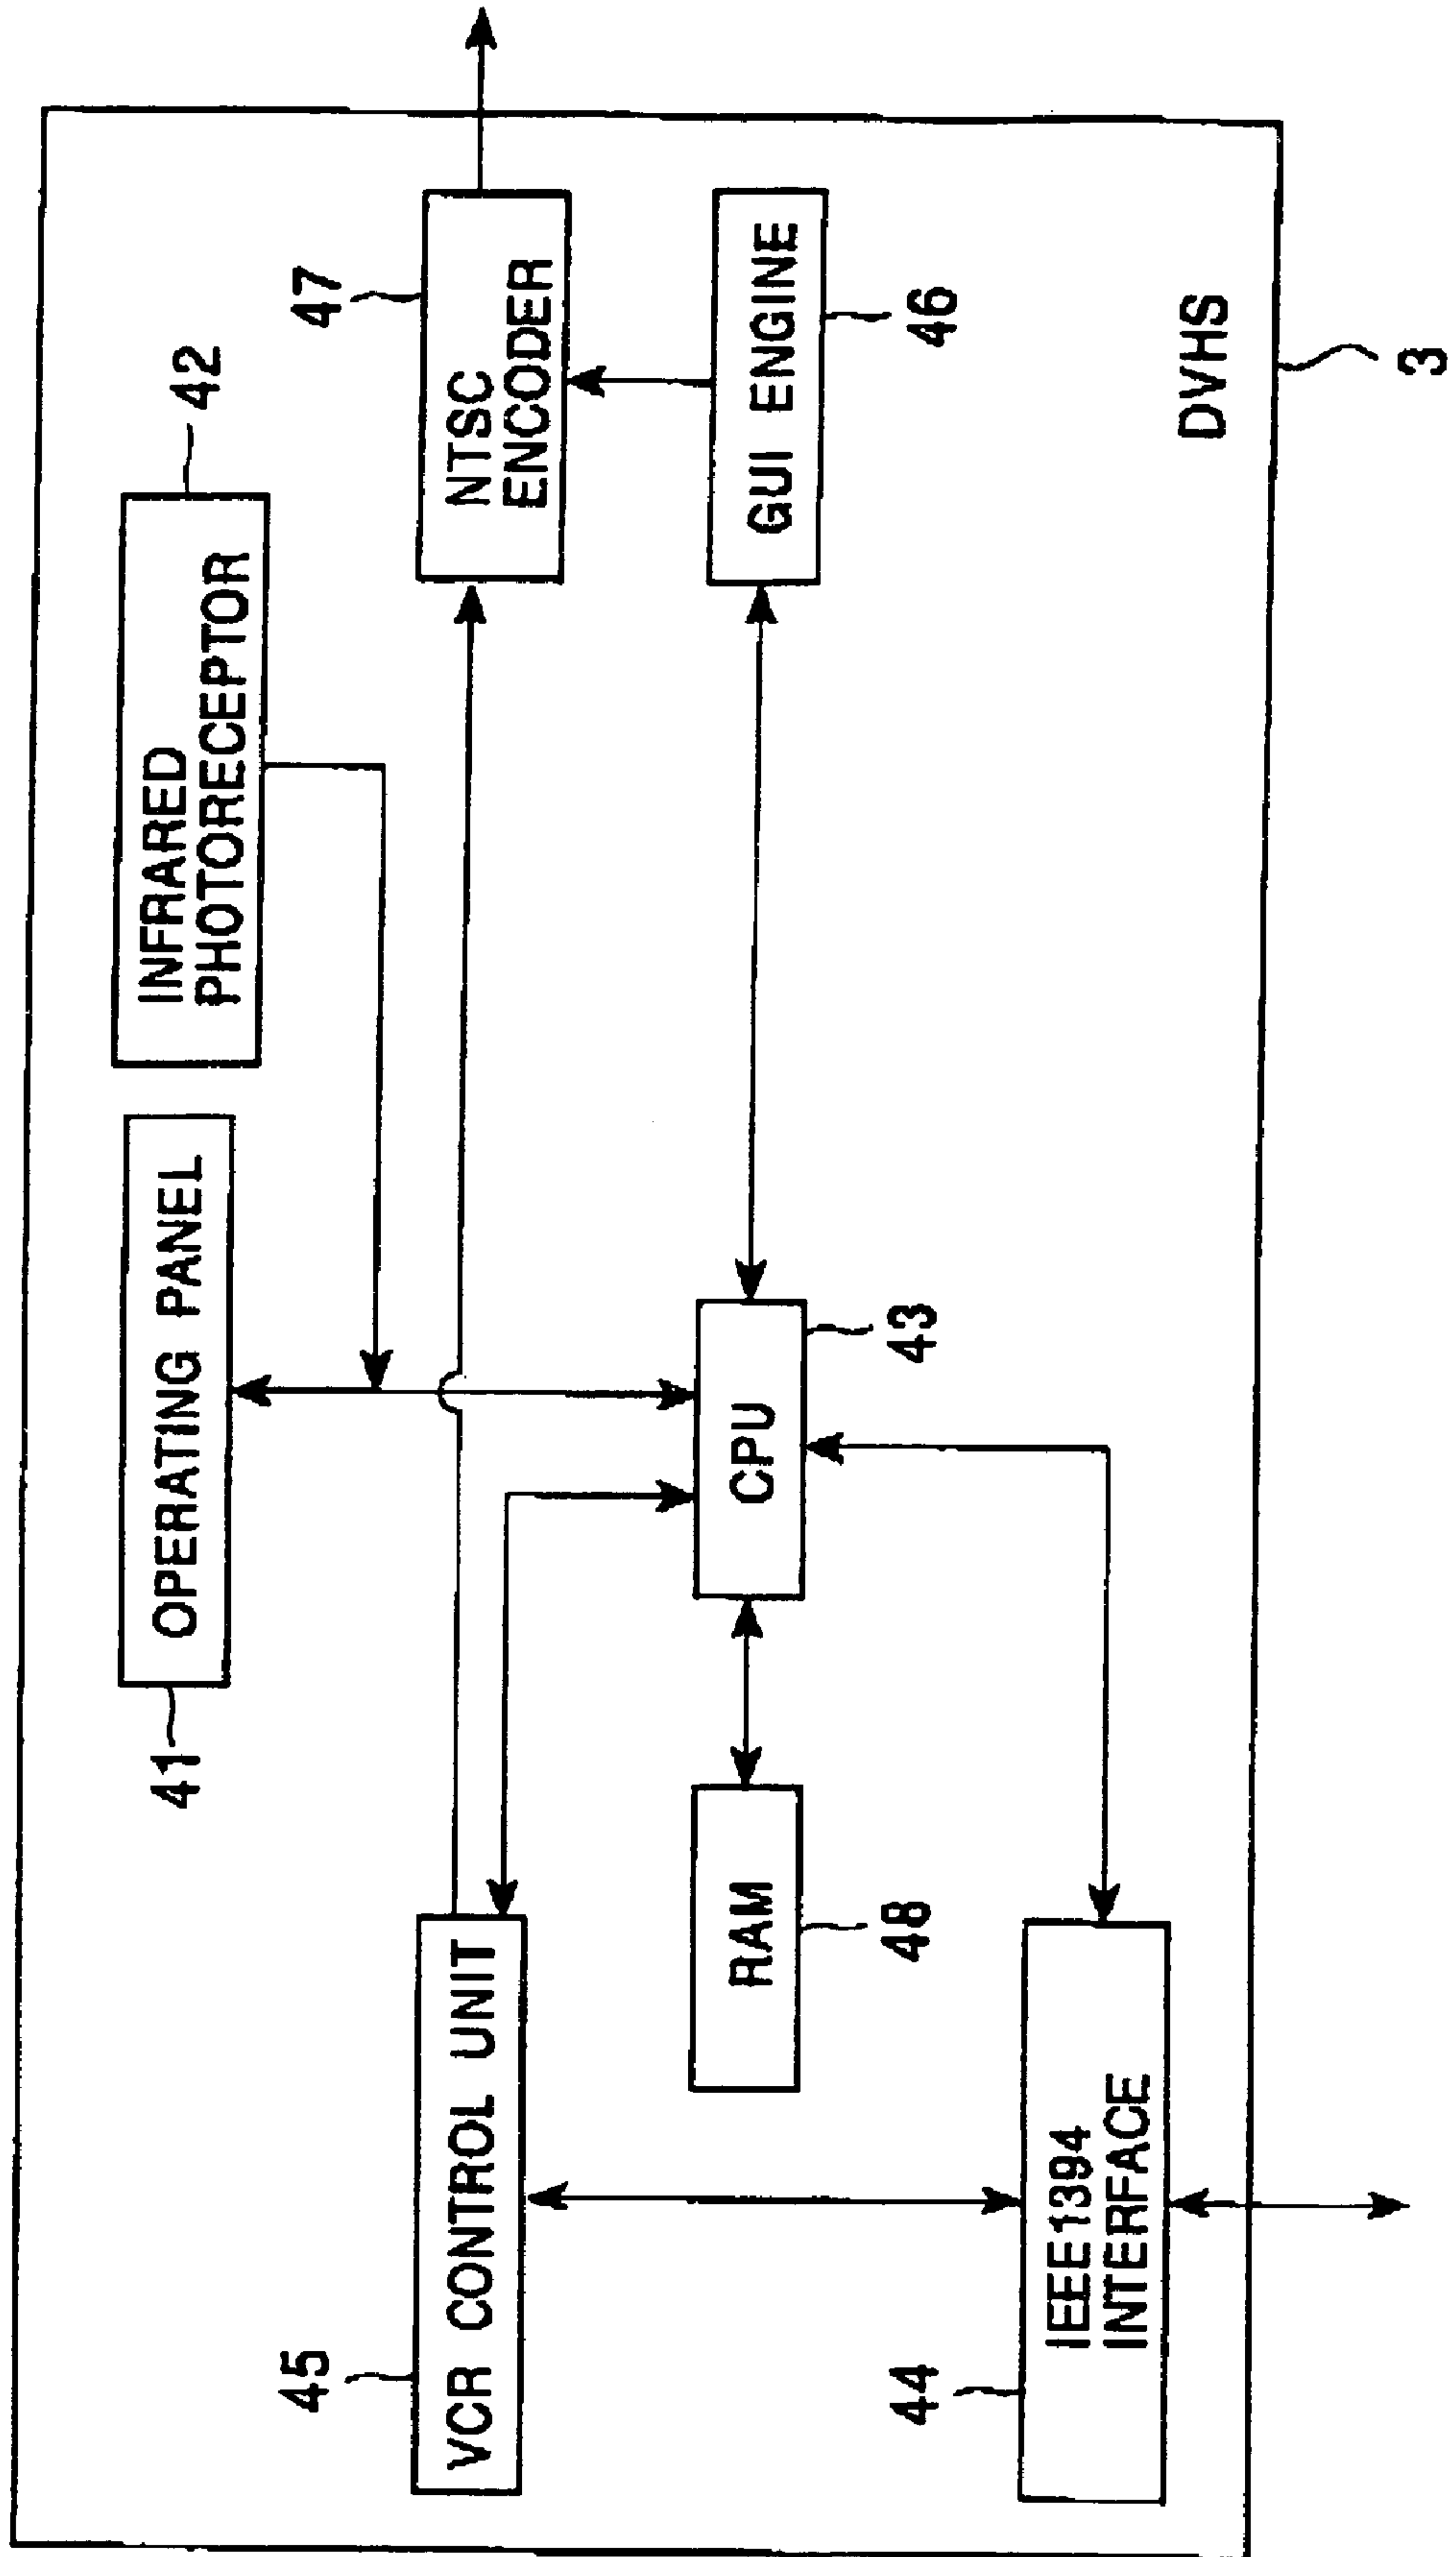 41
OPERATING PANEL
INFRARED
PHOTORECEPTOR
42
45
VCR CONTROL UNIT
47
NTSC
ENCODER
RAM
48
CPU
43
GUI ENGINE
46
44
IEEE1394
INTERFACE
DVHS
3